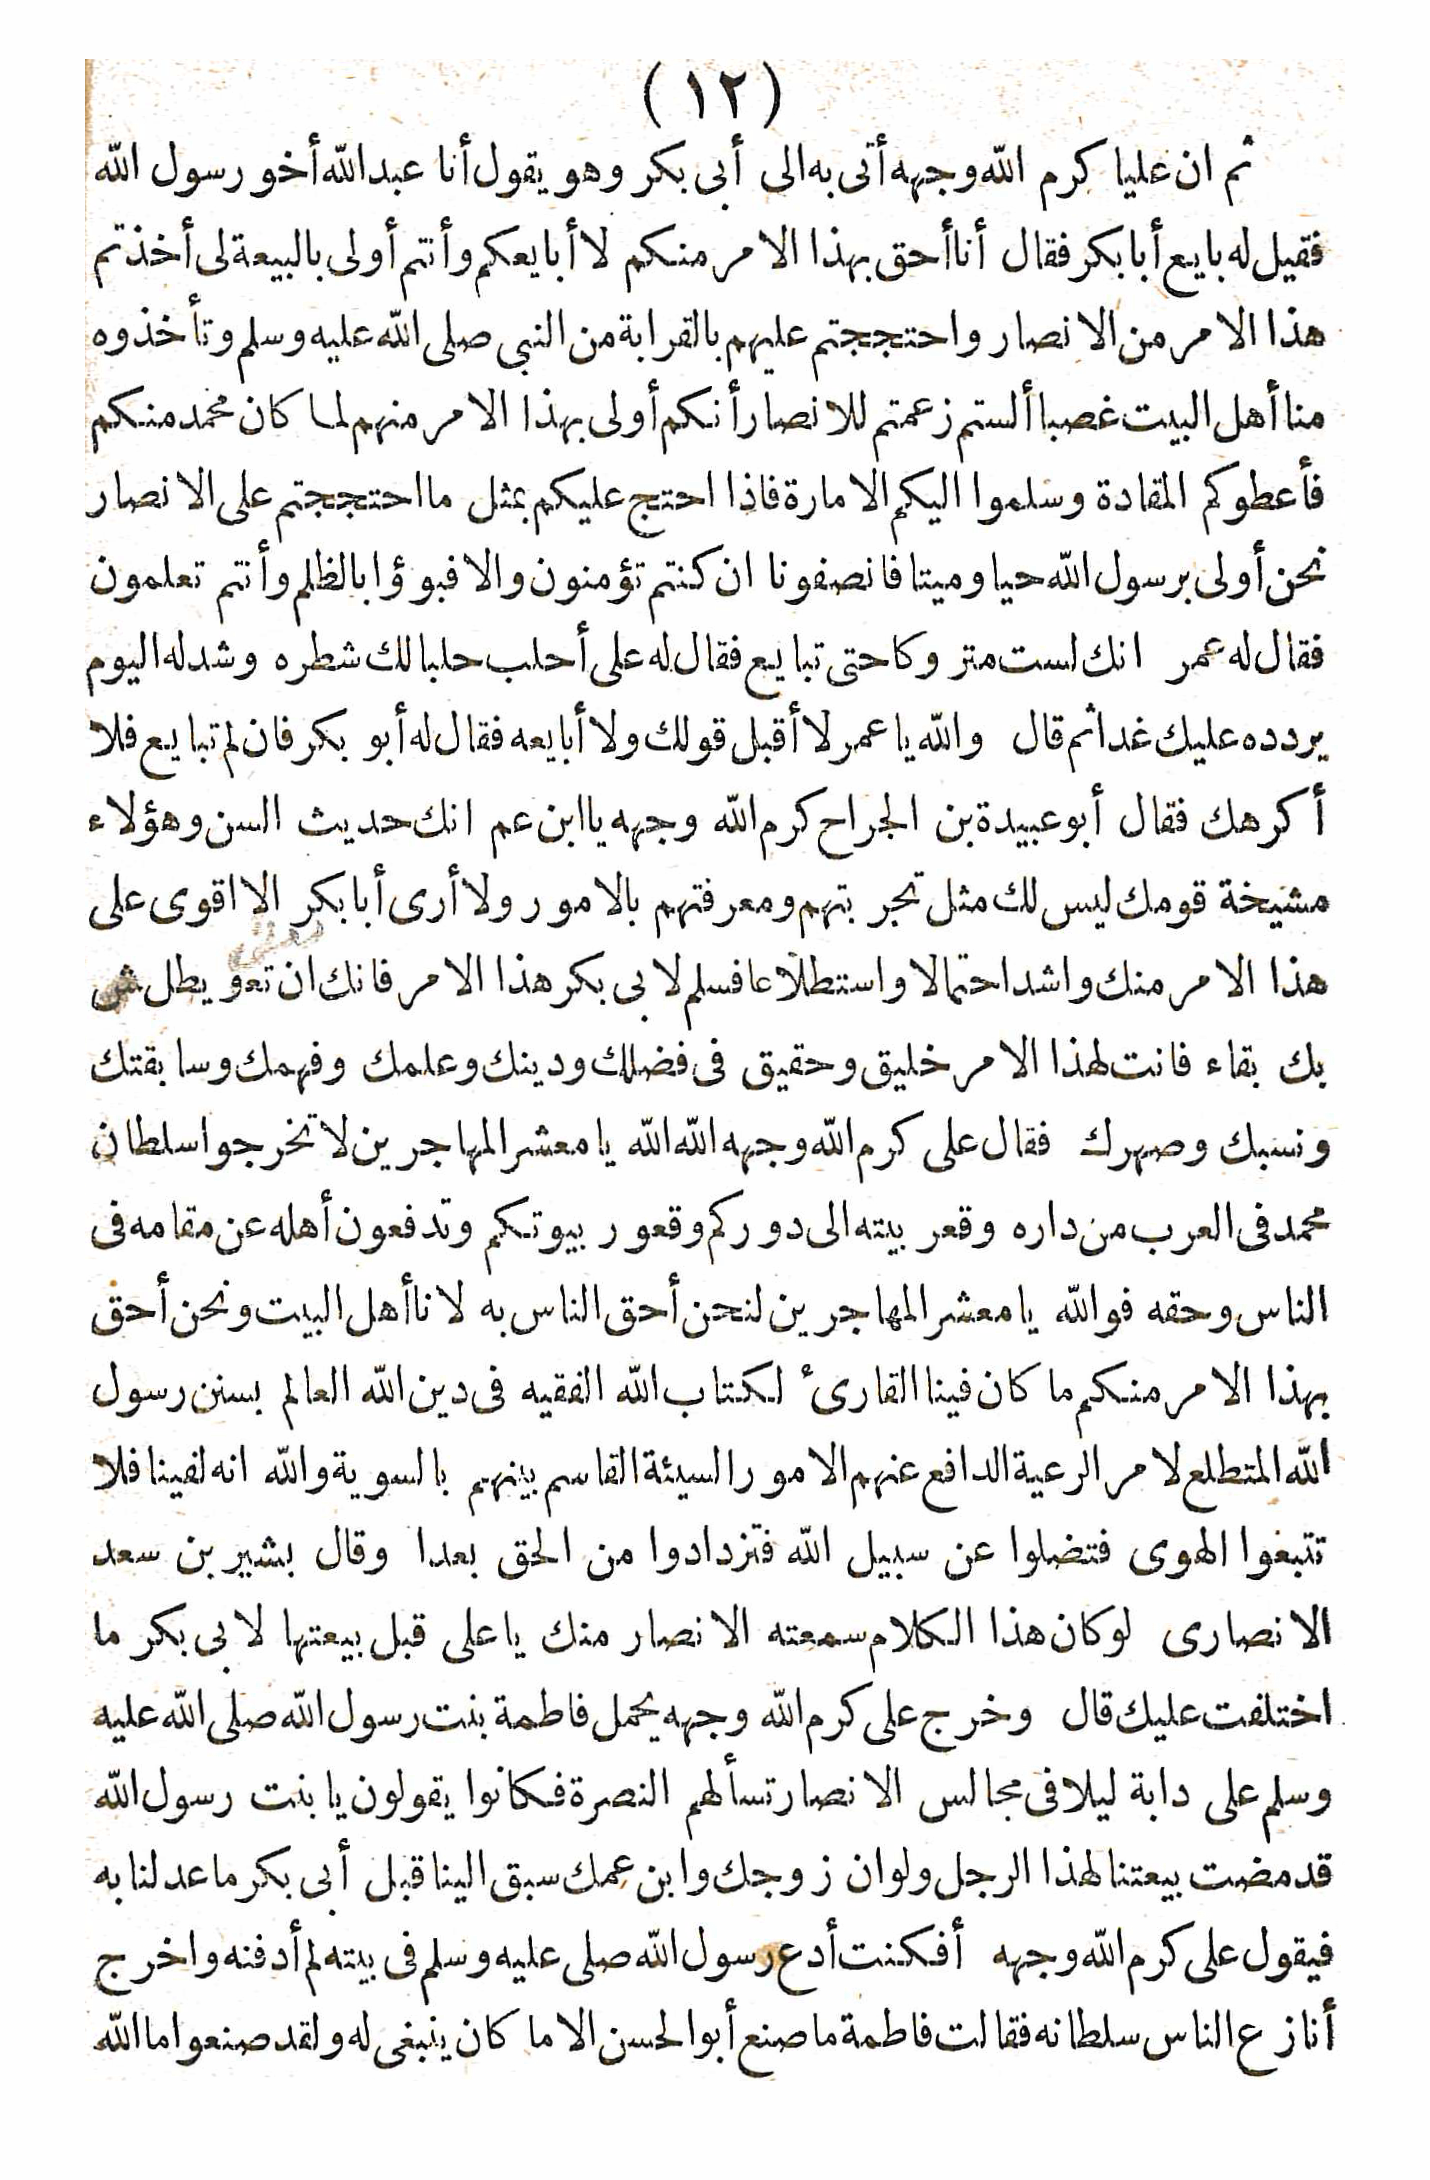 (١٢)
ثم ان عليا كرم الله وجهه أتى به الى أبى بكر وهو يقول أنا عبد الله أخو رسول الله
فقيل له بايع أبا بكر فقال أنا أحق بهذا الامر منكم لا أبايعكم وأنتم أولى بالبيعة لى أخذتم
هذا الامر من الانصار واحتججتم عليهم بالقرابة من النبى صلى الله عليه وسلم وتأخذوه
منا أهل البيت غصبا ألستم زعمتم للانصار أنكم أولى بهذا الامر منهم لما كان محمد منكم
فأعطوكم المقادة وسلموا اليكم الامارة فاذا احتج عليكم بمثل ما احتججتم على الانصار
نحن أولى برسول الله حيا وميتا فانصفونا ان كنتم تؤمنون والا فبوؤا بالظلم وأنتم تعلمون
فقال له عمر انك لست متروكا حتى تبايع فقال له على أحلب حلبا لك شطره وشد له اليوم
يردده عليك غدا ثم قال والله يا عمر لا أقبل قولك ولا أبايعه فقال له أبو بكر فان لم تبايع فلا
أكرهك فقال أبو عبيدة بن الجراح كرم الله وجهه يا ابن عم انك حديث السن وهؤلاء
مشيخة قومك ليس لك مثل تجربتهم ومعرفتهم بالامور ولا أرى أبا بكر الا اقوى على
هذا الامر منك واشد احتمالا واستطلاعا فسلم لابى بكر هذا الامر فانك ان
بك بقاء فانت لهذا الامر خليق وحقيق فى فضلك ودينك وعلمك وفهمك وسابقتك
ونسبك وصهرك فقال على كرم الله وجهه الله الله يا معشر المهاجرين لا تخرجوا سلطان
محمد فى العرب من داره وقعر بيته الى دوركم وقعور بيوتكم وتدفعون أهله عن مقامه فى
الناس وحقه فوالله يا معشر المهاجرين لنحن أحق الناس به لانا أهل البيت ونحن أحق
بهذا الامر منكم ما كان فينا القارئ لكتاب الله الفقيه فى دين الله العالم بسنن رسول
الله المتطلع لامر الرعية الدافع عنهم الامور السيئة القاسم بينهم بالسوية والله انه لفينا فلا
تتبعوا الهوى فتضلوا عن سبيل الله فتزدادوا من الحق بعدا وقال بشير بن سعد
الانصارى لو كان هذا الكلام سمعته الانصار منك يا على قبل بيعتها لابى بكر ما
اختلفت عليك قال وخرج على كرم الله وجهه يحمل فاطمة بنت رسول الله صلى الله عليه
وسلم على دابة ليلا فى مجالس الانصار تسألهم النصرة فكانوا يقولون يا بنت رسول الله
قد مضت بيعتنا لهذا الرجل ولو ان زوجك وابن عمك سبق الينا قبل أبى بكر ما عدلنا به
فيقول على كرم الله وجهه أفكنت أدع رسول الله صلى عليه وسلم فى بيته لم أدفنه واخرج
أنازع الناس سلطانه فقالت فاطمة ما صنع أبو الحسن الا ما كان ينبغى له ولقد صنعوا ما الله